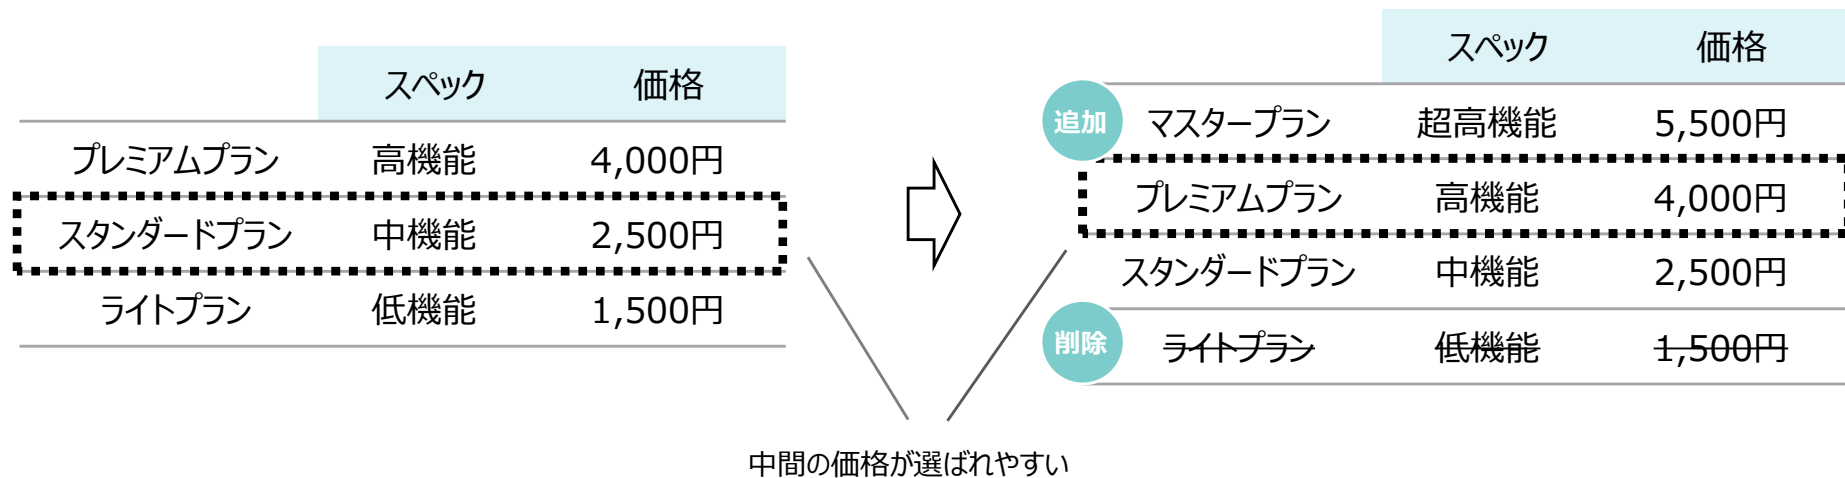 スペック 価格
プレミアムプラン 高機能 4,000円
スタンダードプラン 中機能 2,500円
ライトプラン 低機能 1,500円
スペック 価格
追加 マスタープラン 超高機能 5,500円
プレミアムプラン 高機能 4,000円
スタンダードプラン 中機能 2,500円
削除 ライトプラン 低機能 1,500円
中間の価格が選ばれやすい